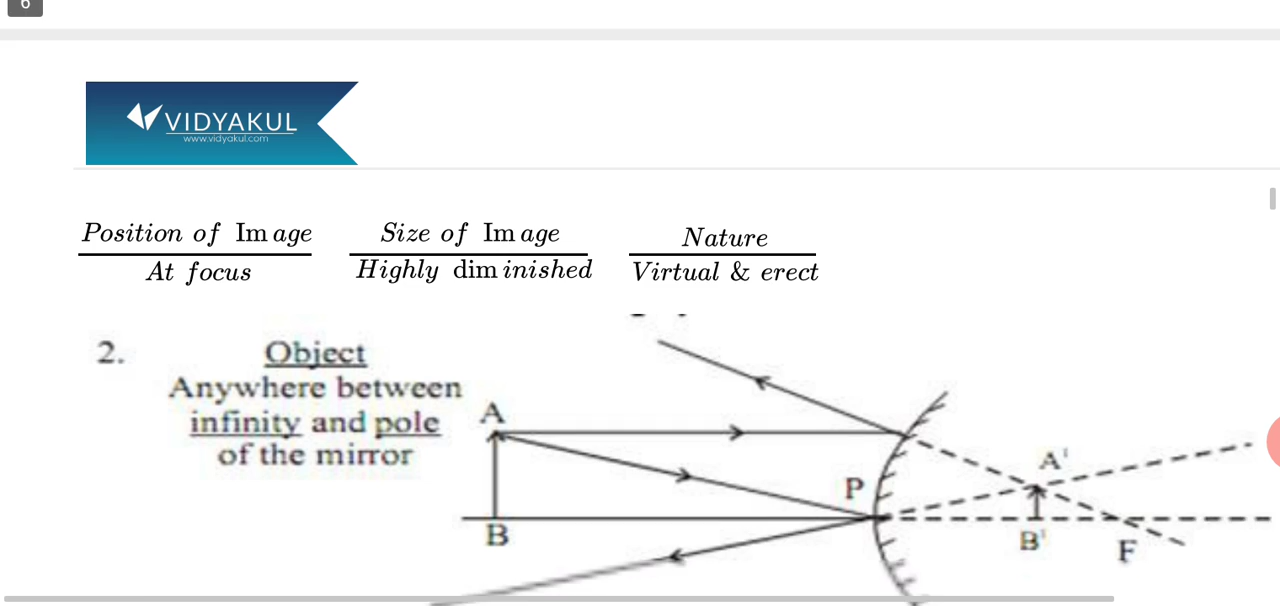 6
VIDYAKUL
www.vidyakul.com
Position of Image Size of Image Nature
At focus Highly diminished Virtual & erect
2. Object
Anywhere between
infinity and pole
of the mirror
A
P
A'
B
B'
F